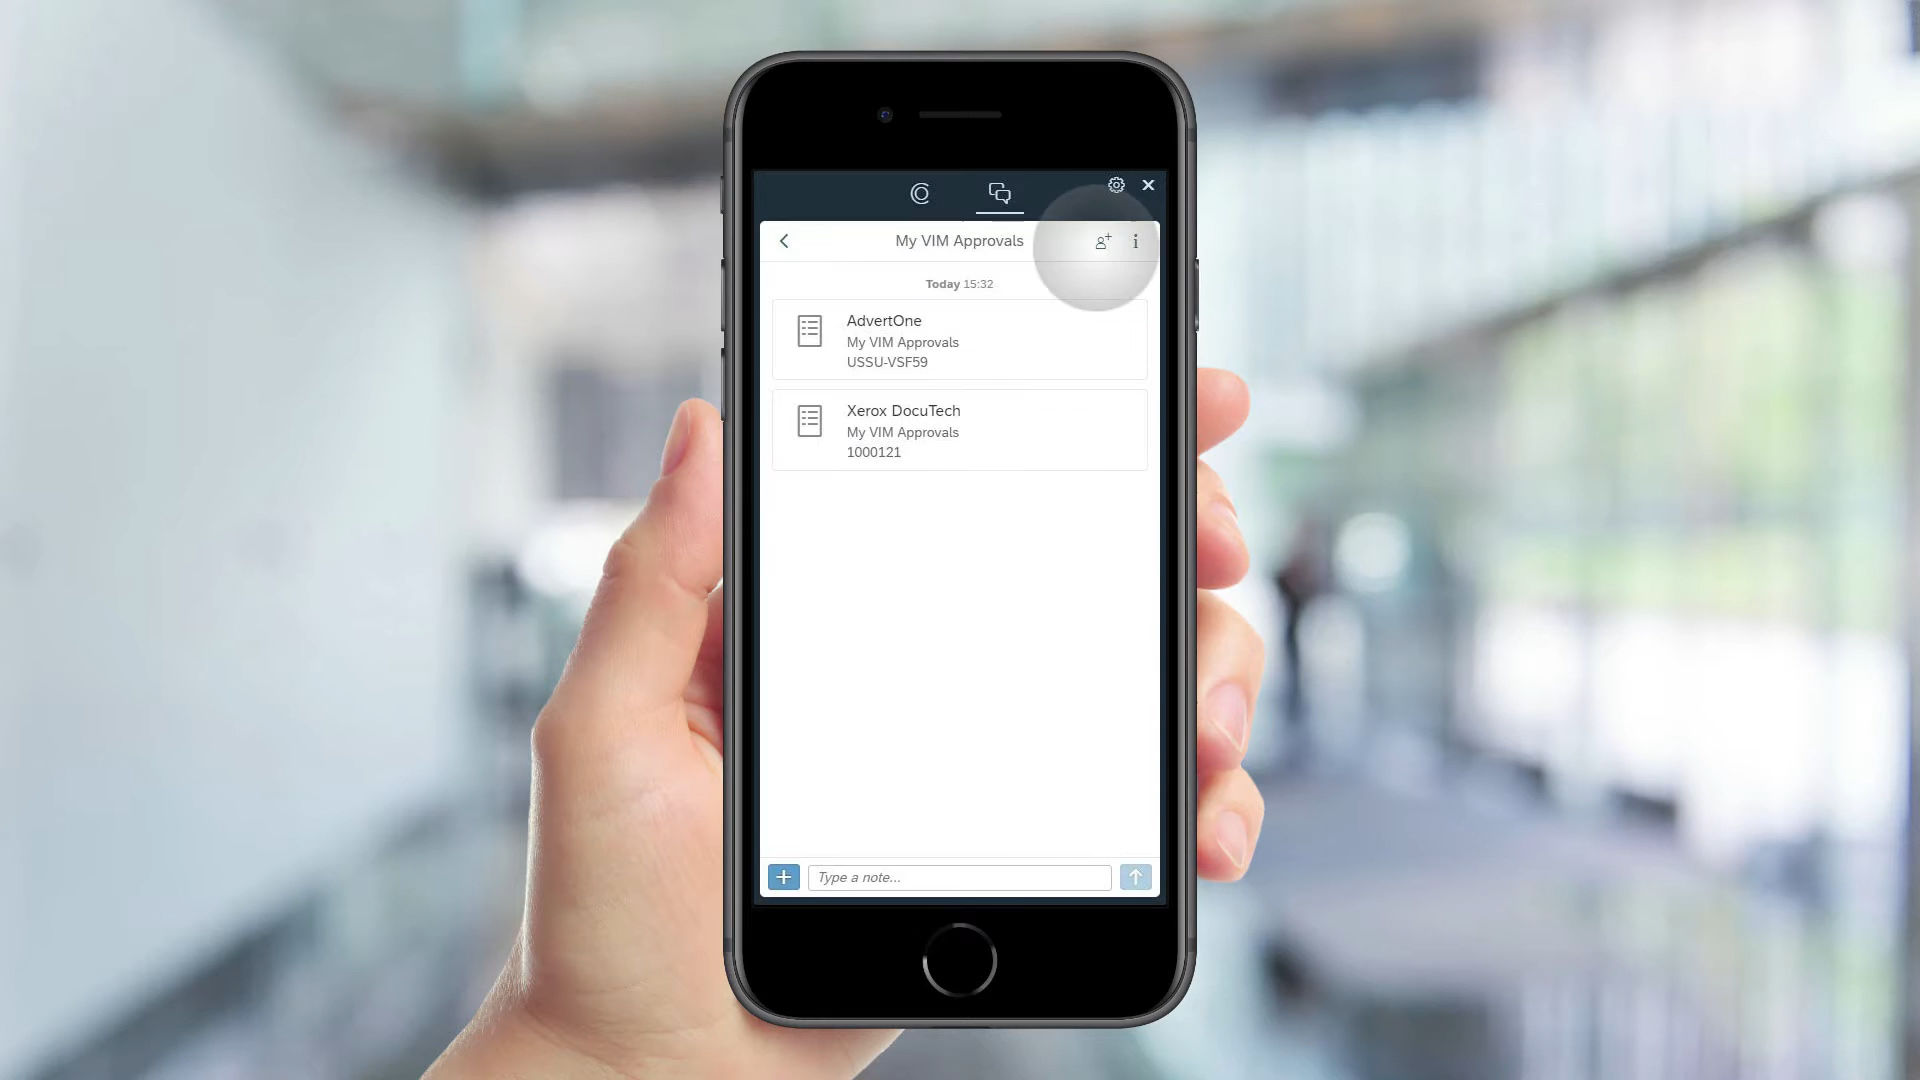 My VIM Approvals
Today 15:32
AdvertOne
My VIM Approvals
USSU-VSF59
Xerox DocuTech
My VIM Approvals
1000121
Type a note...